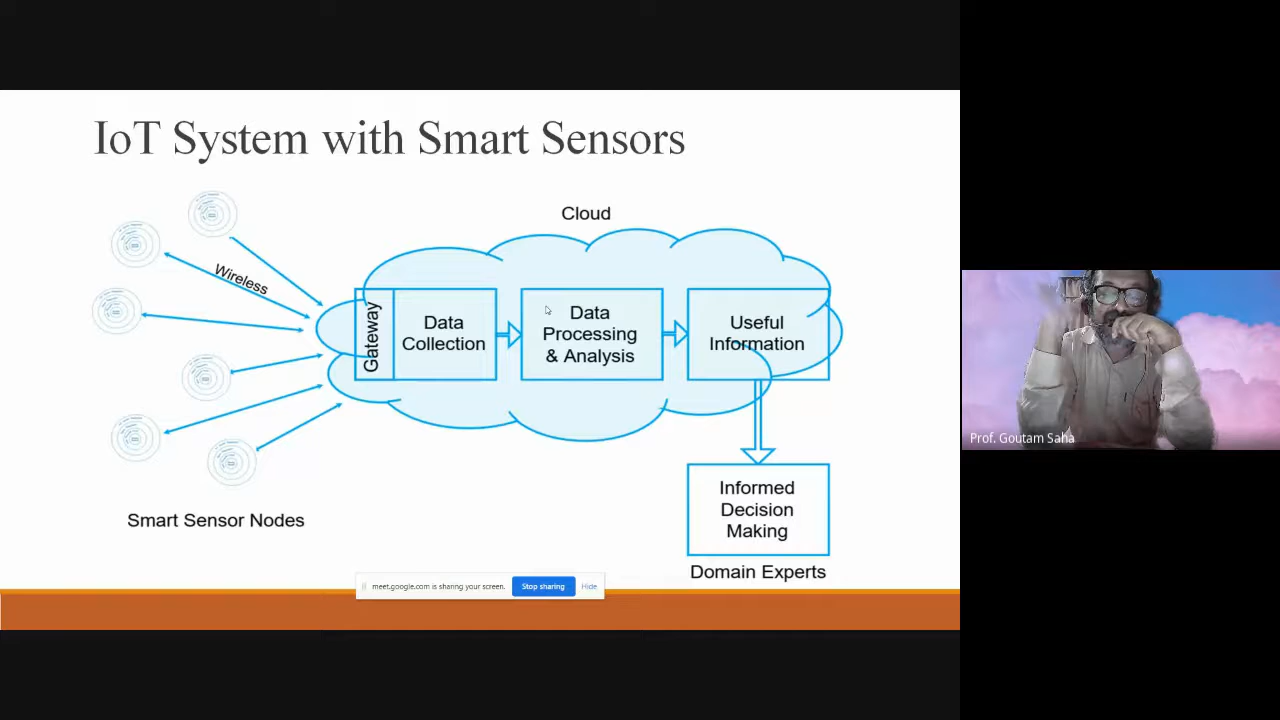 IoT System with Smart Sensors
Cloud
Wireless
Gateway
Data
Collection
Data
Processing
& Analysis
Useful
Information
Informed
Decision
Making
Domain Experts
Smart Sensor Nodes
meet.google.com is sharing your screen.
Stop sharing
Hide
Prof. Goutam Saha